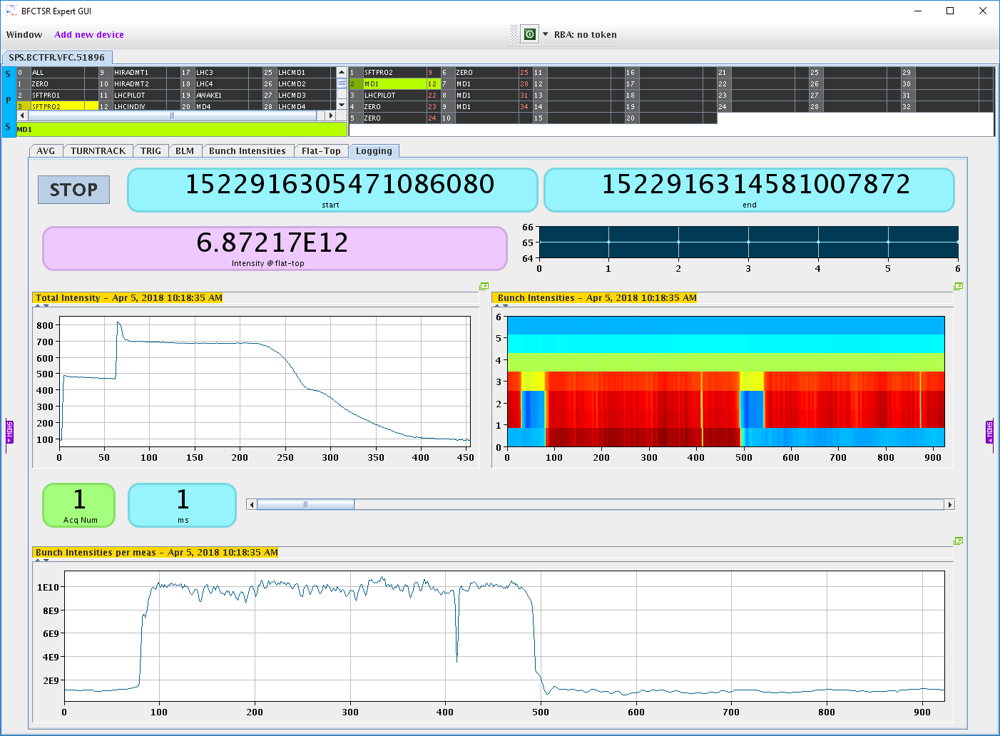 BFCTSR Expert GUI
Window Add new device RBA: no token
SPS.BCTFR.VFC.51896
S P S
0 ALL 9 HIRADMT1 17 LHC3 25 LHCMD1
1 ZERO 10 HIRADMT2 18 LHC4 26 LHCMD2
2 SFTPRO1 11 LHCPILOT 19 AWAKE1 27 LHCMD3
3 SFTPRO2 12 LHCINDIV 20 MD4 28 LHCMD4
MD1
1 SFTPRO2 9 6 ZERO 25 11 16 21 25 29
2 MD1 12 7 MD1 28 12 17 22 26 30
3 LHCPILOT 22 8 MD1 31 13 18 23 27 31
4 ZERO 23 9 MD1 34 14 19 24 28 32
5 ZERO 24 10 15 20
AVG TURNTRACK TRIG BLM Bunch Intensities Flat-Top Logging
STOP
1522916305471086080
start
1522916314581007872
end
6.87217E12
Intensity @ flat-top
66
65
64
0 1 2 3 4 5 6
Total Intensity - Apr 5, 2018 10:18:35 AM
800
700
600
500
400
300
200
100
0 50 100 150 200 250 300 350 400 450
Bunch Intensities - Apr 5, 2018 10:18:35 AM
6
5
4
3
2
1
0
0 100 200 300 400 500 600 700 800 900
SHOW
SHOW
1
Acq Num
1
ms
Bunch Intensities per meas - Apr 5, 2018 10:18:35 AM
1E10
8E9
6E9
4E9
2E9
0 100 200 300 400 500 600 700 800 900